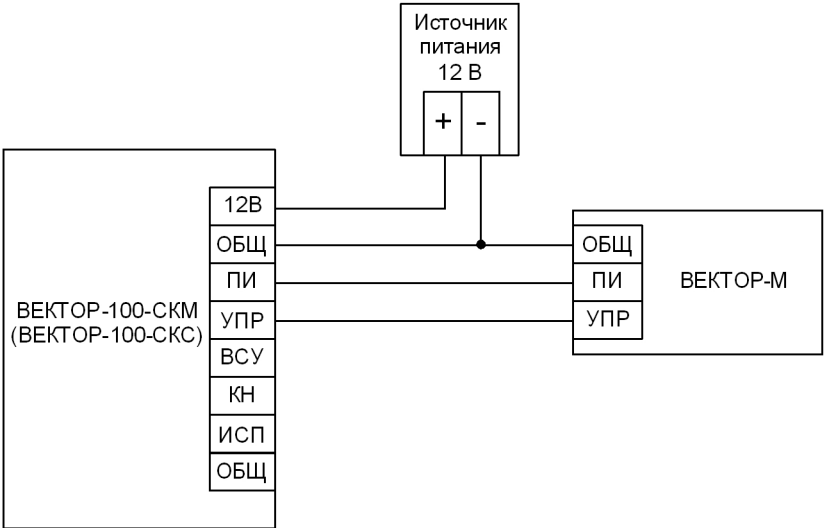 Источник
питания
12 В
+ -
12В
ОБЩ
ПИ
УПР
ВСУ
КН
ИСП
ОБЩ
ВЕКТОР-100-СКМ
(ВЕКТОР-100-СКС)
ОБЩ
ПИ
УПР
ВЕКТОР-М